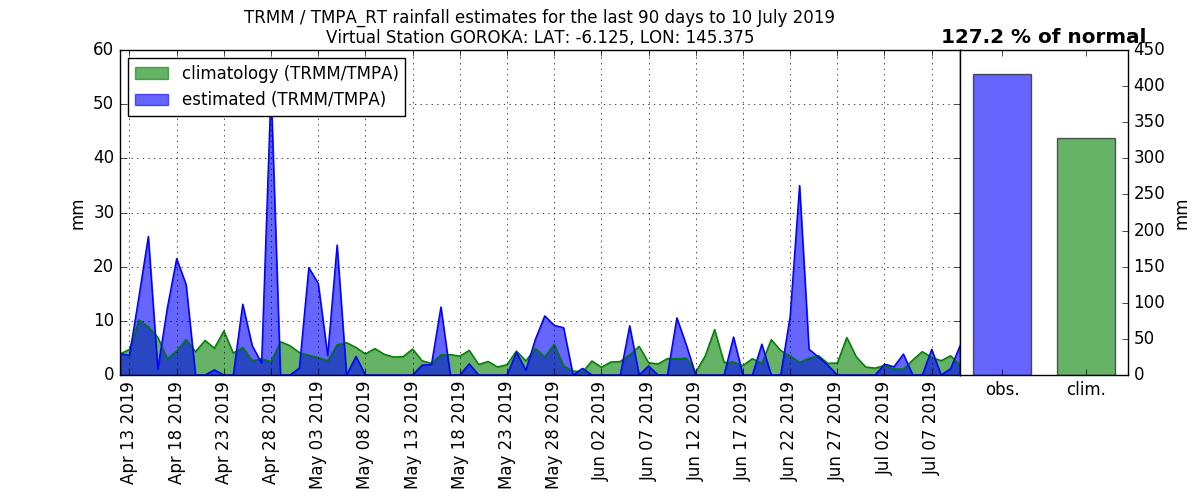 TRMM / TMPA_RT rainfall estimates for the last 90 days to 10 July 2019
Virtual Station GOROKA: LAT: -6.125, LON: 145.375
127.2 % of normal
climatology (TRMM/TMPA)
estimated (TRMM/TMPA)
60
50
40
30
20
10
0
mm
Apr 13 2019
Apr 18 2019
Apr 23 2019
Apr 28 2019
May 03 2019
May 08 2019
May 13 2019
May 18 2019
May 23 2019
May 28 2019
Jun 02 2019
Jun 07 2019
Jun 12 2019
Jun 17 2019
Jun 22 2019
Jun 27 2019
Jul 02 2019
Jul 07 2019
450
400
350
300
250
200
150
100
50
0
mm
obs.
clim.